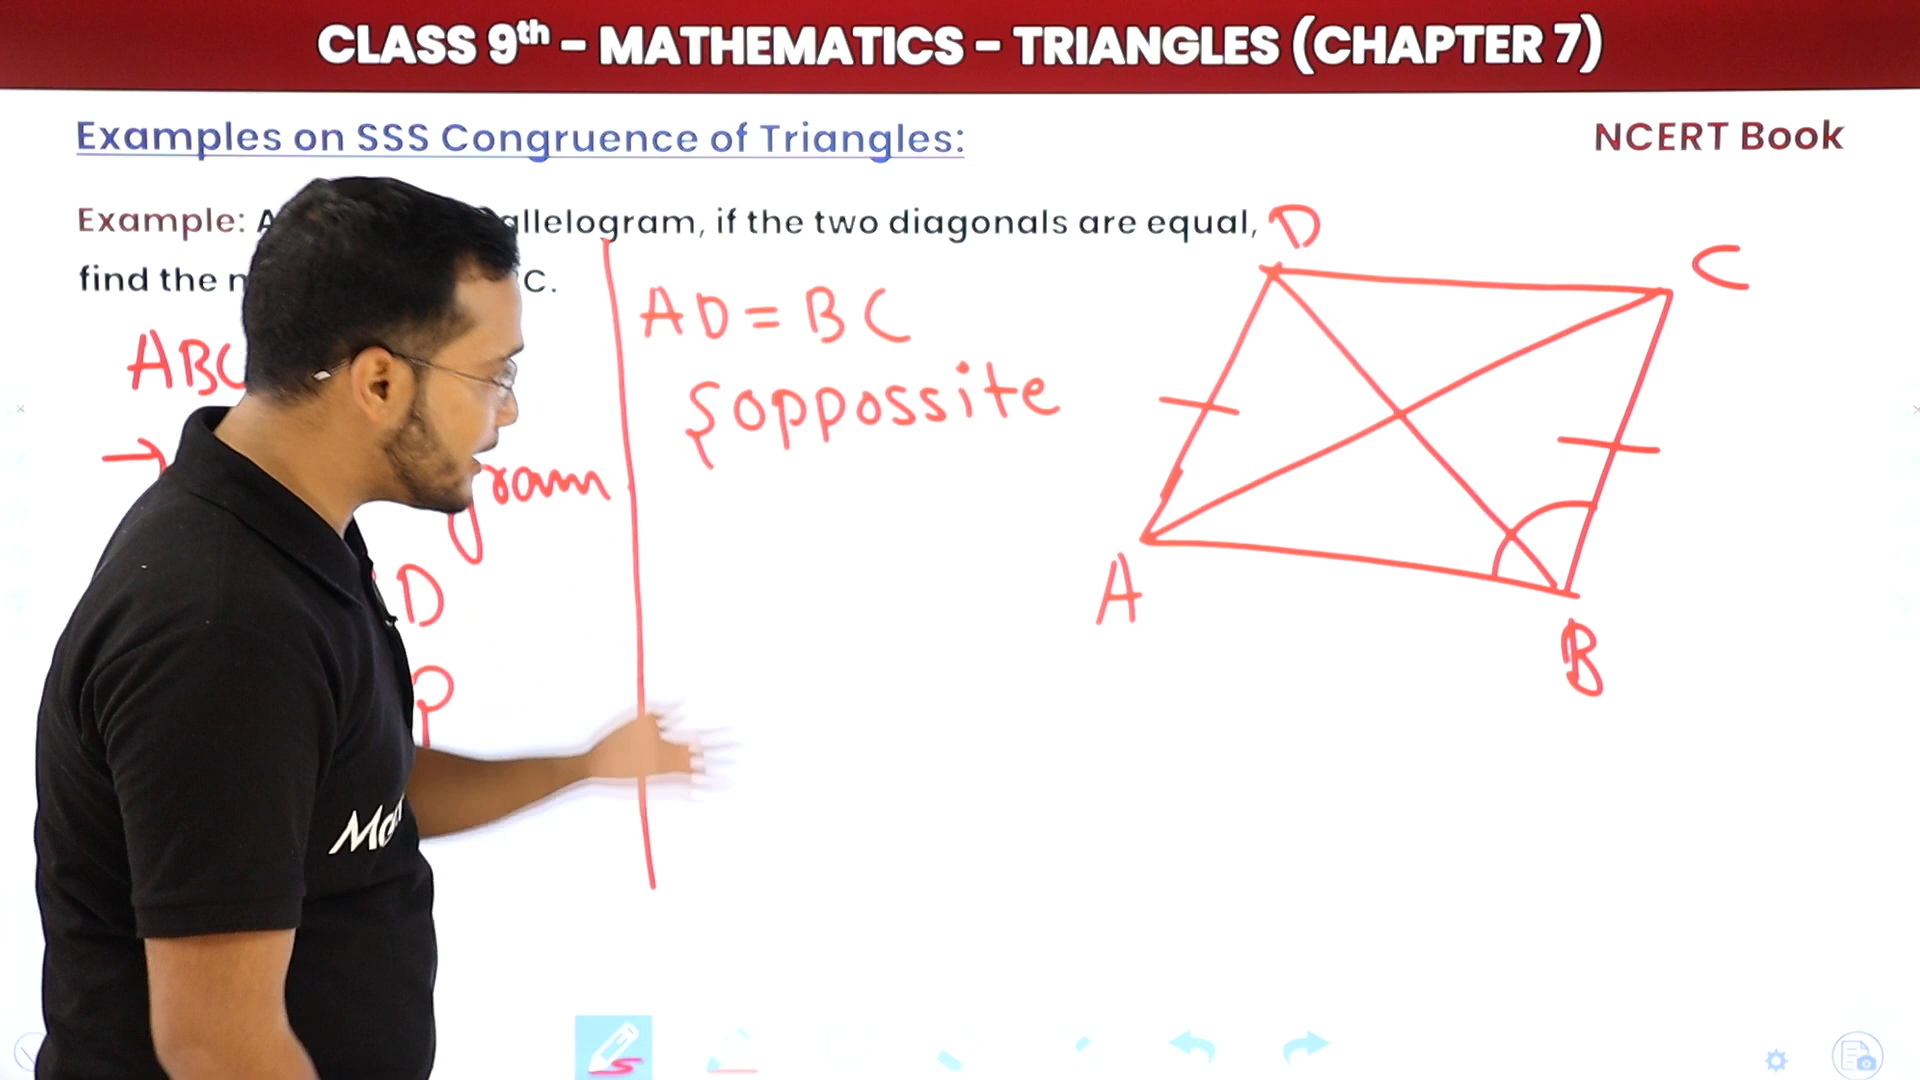 CLASS 9th – MATHEMATICS – TRIANGLES (CHAPTER 7)
Examples on SSS Congruence of Triangles:
NCERT Book
Example: allelogram, if the two diagonals are equal,
find the C.
ABC
AD = BC
{oppossite
→ gram
D
P
D
C
A
B